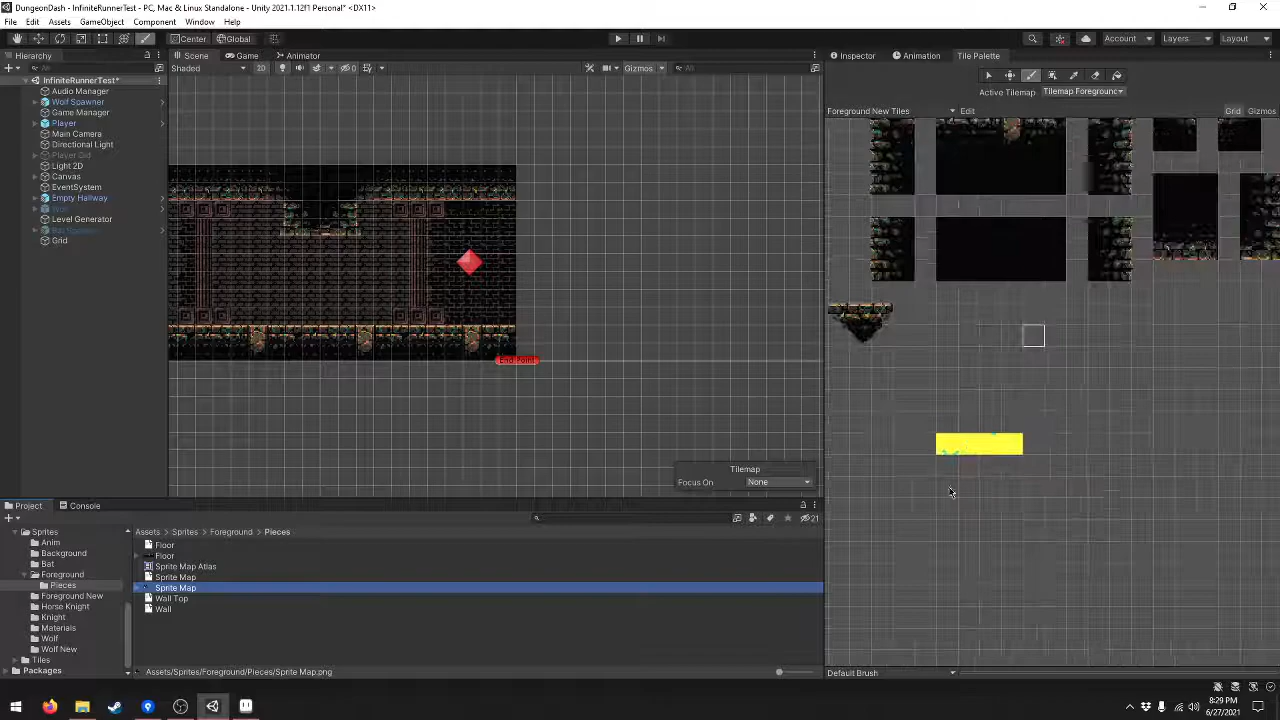 DungeonDash - InfiniteRunnerTest - PC, Mac & Linux Standalone - Unity 2021.1.12f1 Personal* <DX11>
File Edit Assets GameObject Component Window Help
Center Global
Account Layers Layout
Hierarchy
Scene Game Animator
Inspector Animation Tile Palette
All
Shaded 2D 0 Gizmos All
InfiniteRunnerTest*
Audio Manager
Wolf Spawner
Game Manager
Player
Main Camera
Directional Light
Player Old
Light 2D
Canvas
EventSystem
Empty Hallway
Level Generator
Grid
Active Tilemap Tilemap Foreground
Foreground New Tiles Edit Grid Gizmos
End Point
Tilemap
Focus On None
Default Brush
Project Console
21
Sprites
Anim
Background
Bat
Foreground
Pieces
Foreground New
Horse Knight
Knight
Materials
Wolf
Wolf New
Tiles
Packages
Assets > Sprites > Foreground > Pieces
Floor
Floor
Sprite Map Atlas
Sprite Map
Sprite Map
Wall Top
Wall
Assets/Sprites/Foreground/Pieces/Sprite Map.png
8:29 PM
6/27/2021